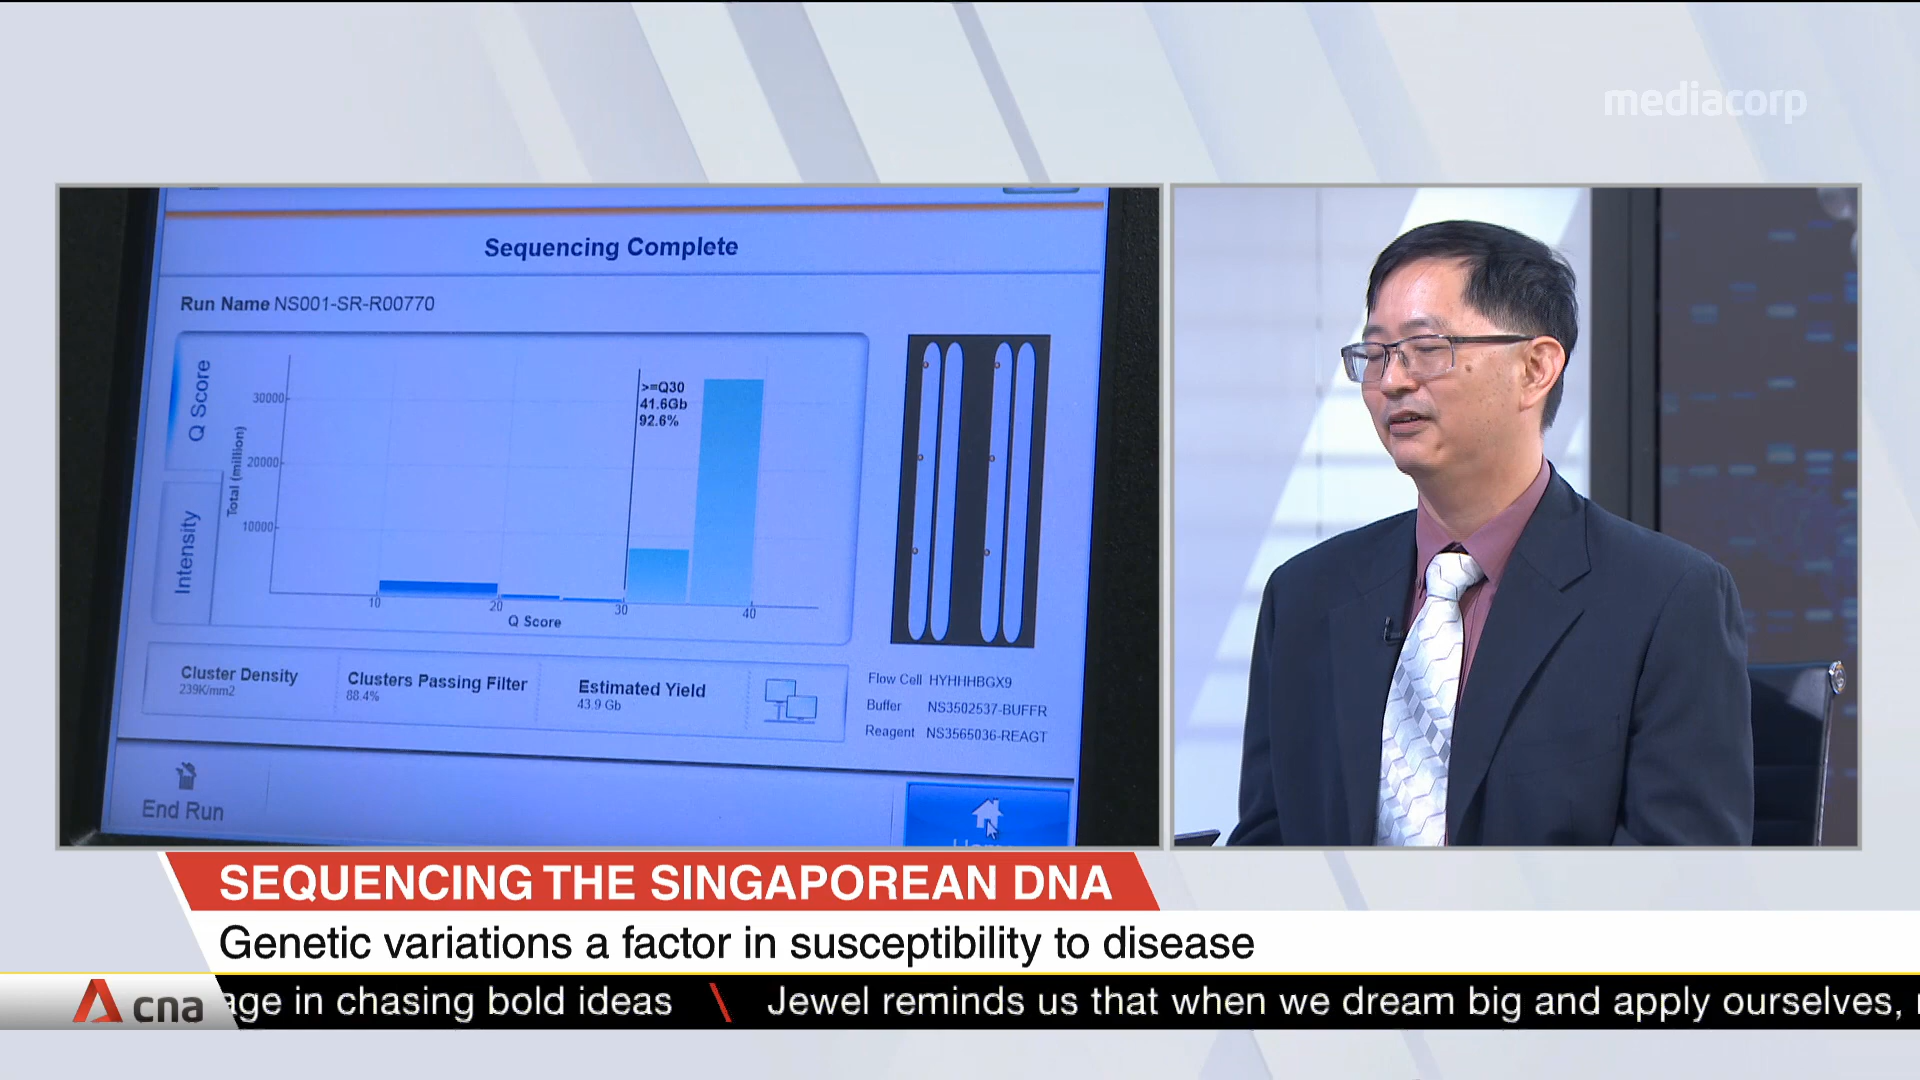 mediacorp
Sequencing Complete
Run Name NS001-SR-R00770
Q Score
Intensity
Total (million)
30000
20000
10000
>=Q30
41.6Gb
92.6%
10
20
30
40
Q Score
Cluster Density
239K/mm2
Clusters Passing Filter
88.4%
Estimated Yield
43.9 Gb
Flow Cell HYHHHBGX9
Buffer NS3502537-BUFFR
Reagent NS3565036-REAGT
End Run
SEQUENCING THE SINGAPOREAN DNA
Genetic variations a factor in susceptibility to disease
cna
age in chasing bold ideas \ Jewel reminds us that when we dream big and apply ourselves,